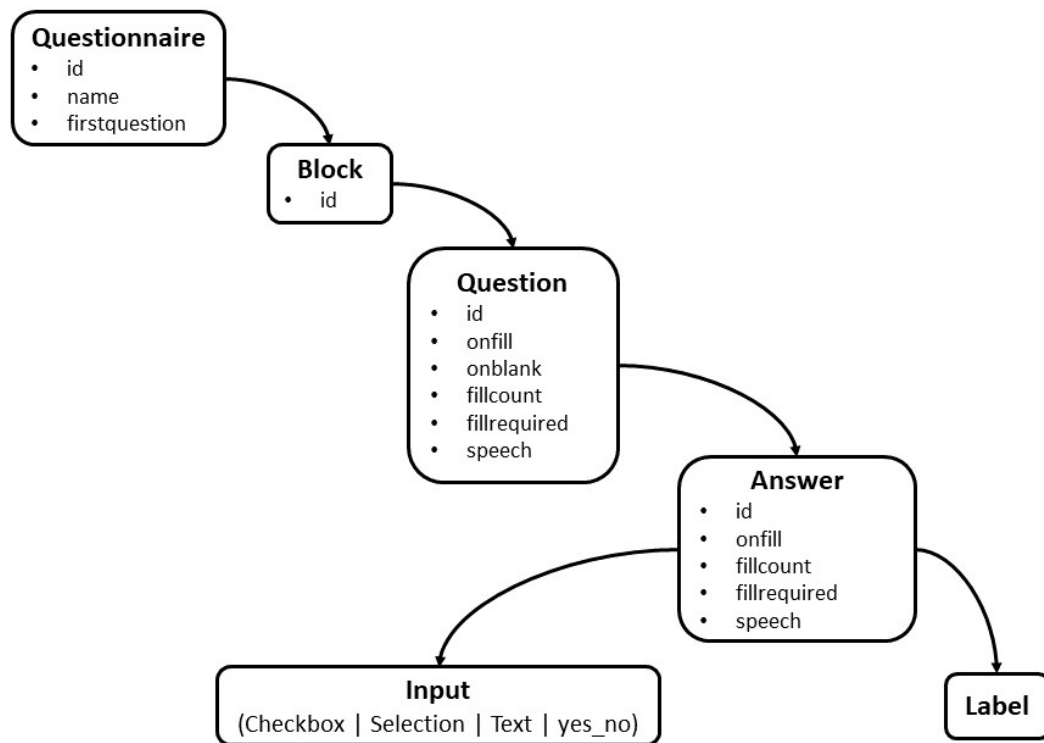 Questionnaire
• id
• name
• firstquestion
Block
• id
Question
• id
• onfill
• onblank
• fillcount
• fillrequired
• speech
Answer
• id
• onfill
• fillcount
• fillrequired
• speech
Input
(Checkbox | Selection | Text | yes_no)
Label